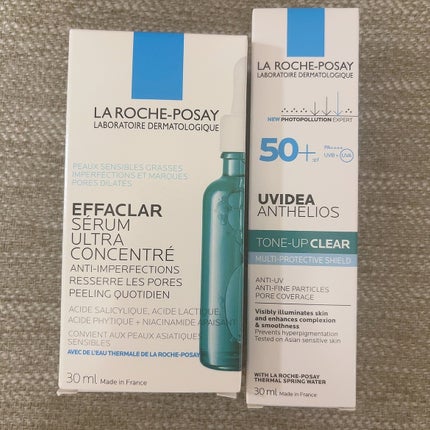 LA ROCHE-POSAY
LABORATOIRE DERMATOLOGIQUE
PEAUX SENSIBLES GRASSES
IMPERFECTIONS ET MARQUES
PORES DILATÉS
EFFACLAR
SÉRUM
ULTRA
CONCENTRÉ
ANTI-IMPERFECTIONS
RESSERRE LES PORES
PEELING QUOTIDIEN
ACIDE SALICYLIQUE, ACIDE LACTIQUE,
ACIDE PHYTIQUE + NIACINAMIDE APAISANT
CONVIENT AUX PEAUX ASIATIQUES
SENSIBLES
AVEC DE L'EAU THERMALE DE LA ROCHE-POSAY
30 ml Made in France
LA ROCHE-POSAY
LABORATOIRE DERMATOLOGIQUE
NEW PHOTOPOLLUTION EXPERT
50+ SPF
PA++++
UVB + UVA
UVIDEA
ANTHELIOS
TONE-UP CLEAR
MULTI-PROTECTIVE SHIELD
ANTI-UV
ANTI-FINE PARTICLES
PORE COVERAGE
Visibly illuminates skin
and enhances complexion
& smoothness
Prevents hyperpigmentation
Tested on Asian sensitive skin
WITH LA ROCHE-POSAY
THERMAL SPRING WATER
30 ml Made in France